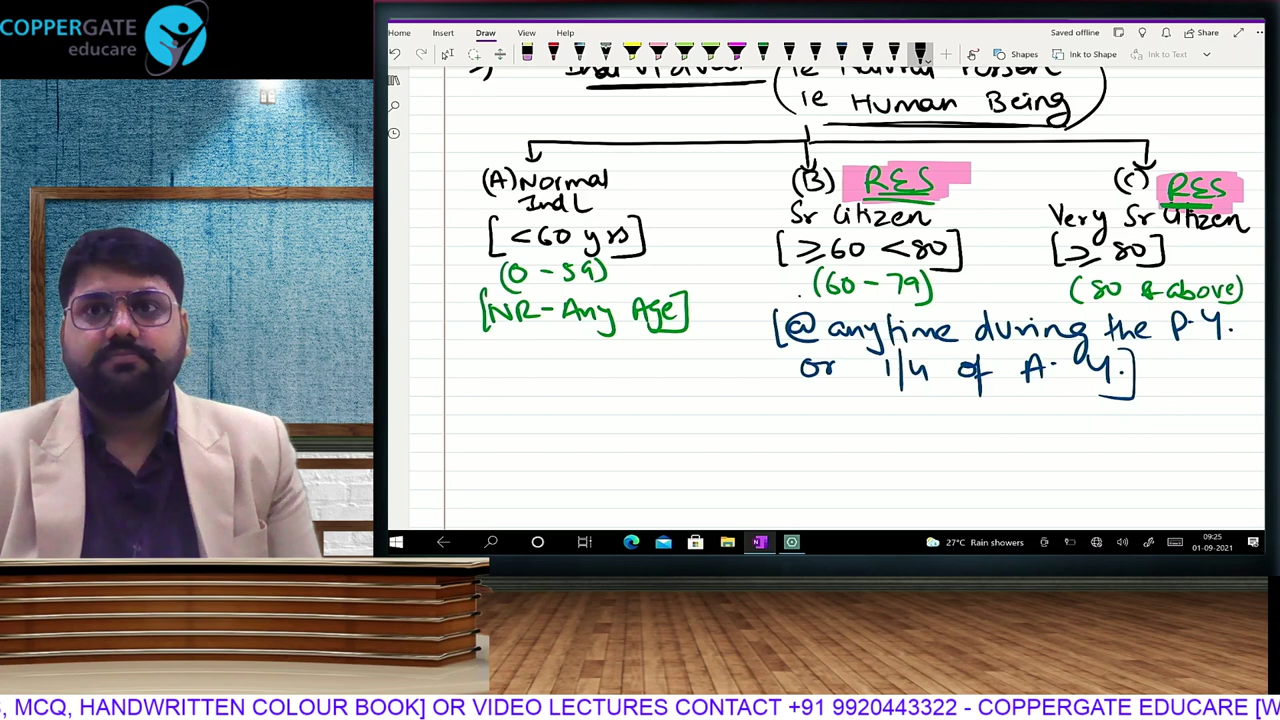 COPPERGATE
educare
Home Insert Draw View Help
Saved offline Share
Shapes Ink to Shape Ink to Text
(ie
(ie Human Being)
(A) Normal
Indl
[<60 yrs]
(0 - 59)
[NR - Any Age]
(B) RES
Sr Citizen
[≥60 <80]
(60 - 79)
(C) RES
Very Sr Citizen
[≥ 80]
(80 & above)
[@ anytime during the P.Y.
or 1/4 of A. Y.]
27°C Rain showers
09:25
01-09-2021
S, MCQ, HANDWRITTEN COLOUR BOOK] OR VIDEO LECTURES CONTACT +91 9920443322 - COPPERGATE EDUCARE [W